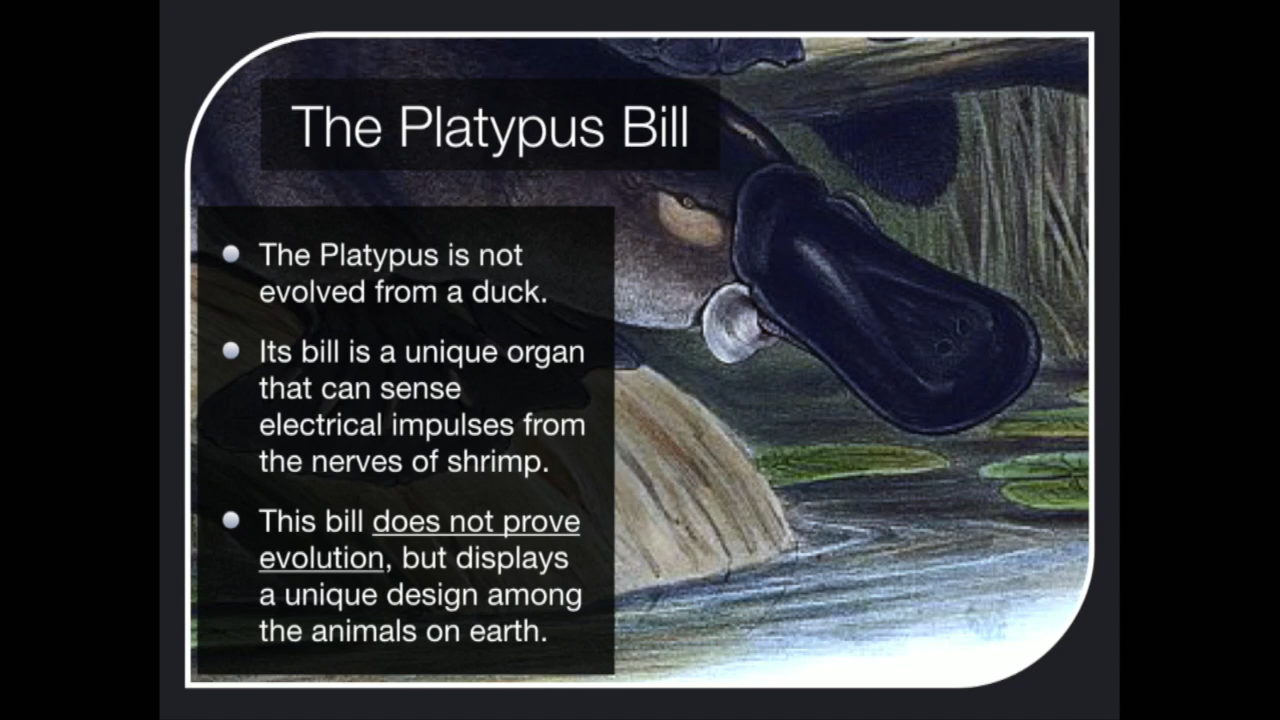 The Platypus Bill
The Platypus is not
evolved from a duck.
Its bill is a unique organ
that can sense
electrical impulses from
the nerves of shrimp.
This bill does not prove
evolution, but displays
a unique design among
the animals on earth.